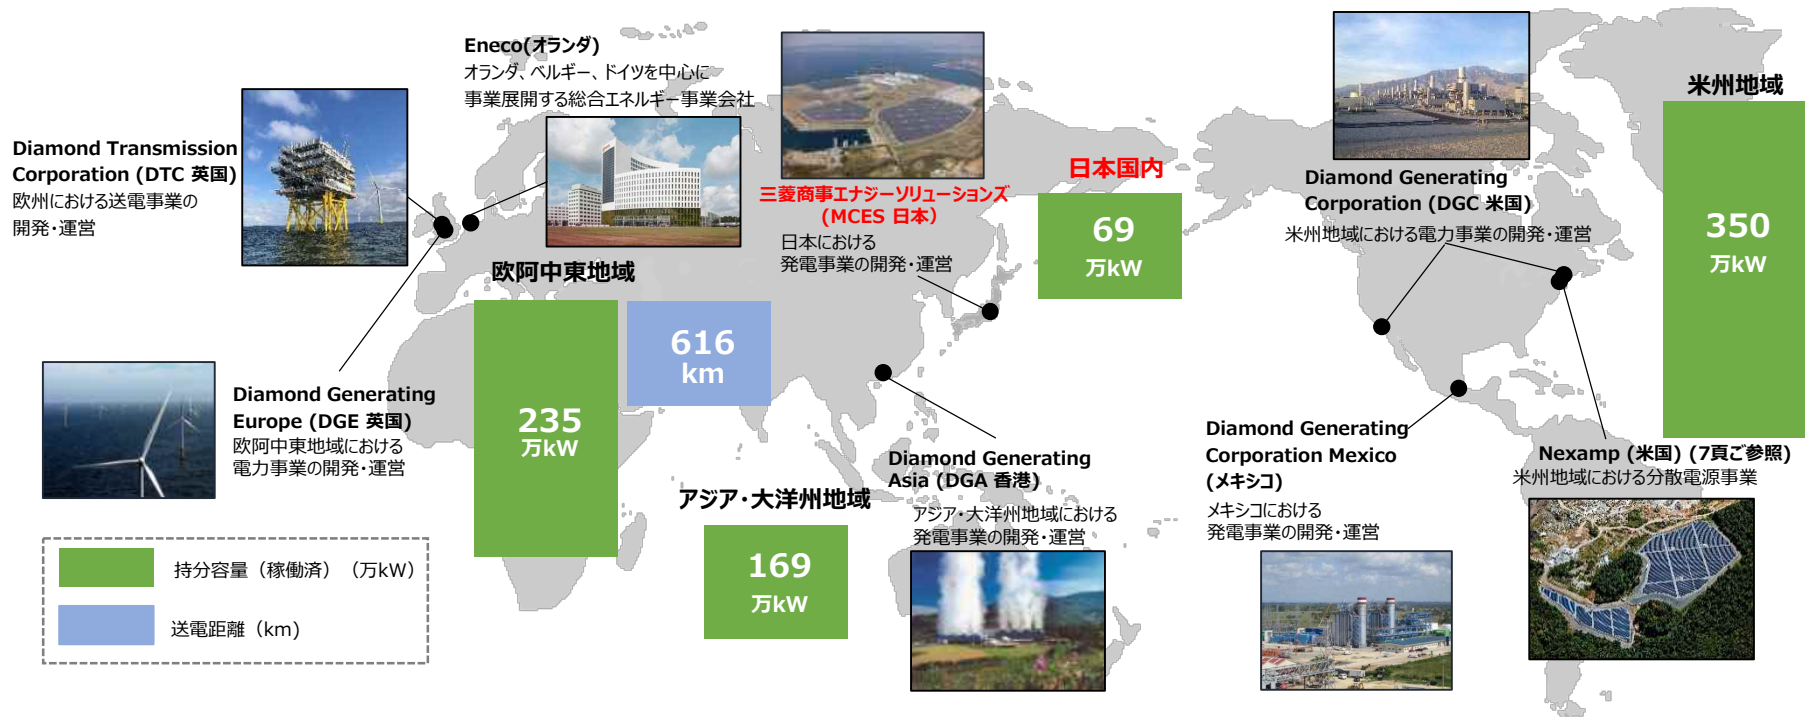 Eneco(オランダ)
オランダ、ベルギー、ドイツを中心に
事業展開する総合エネルギー事業会社
Diamond Transmission
Corporation (DTC 英国)
欧州における送電事業の
開発・運営
三菱商事エナジーソリューションズ
(MCES 日本)
日本における
発電事業の開発・運営
日本国内
69
万kW
Diamond Generating
Corporation (DGC 米国)
米州地域における電力事業の開発・運営
米州地域
350
万kW
欧阿中東地域
235
万kW
616
km
Diamond Generating
Europe (DGE 英国)
欧阿中東地域における
電力事業の開発・運営
アジア・大洋州地域
169
万kW
Diamond Generating
Asia (DGA 香港)
アジア・大洋州地域における
発電事業の開発・運営
Diamond Generating
Corporation Mexico
(メキシコ)
メキシコにおける
発電事業の開発・運営
Nexamp (米国) (7頁ご参照)
米州地域における分散電源事業
持分容量（稼働済）（万kW）
送電距離（km）